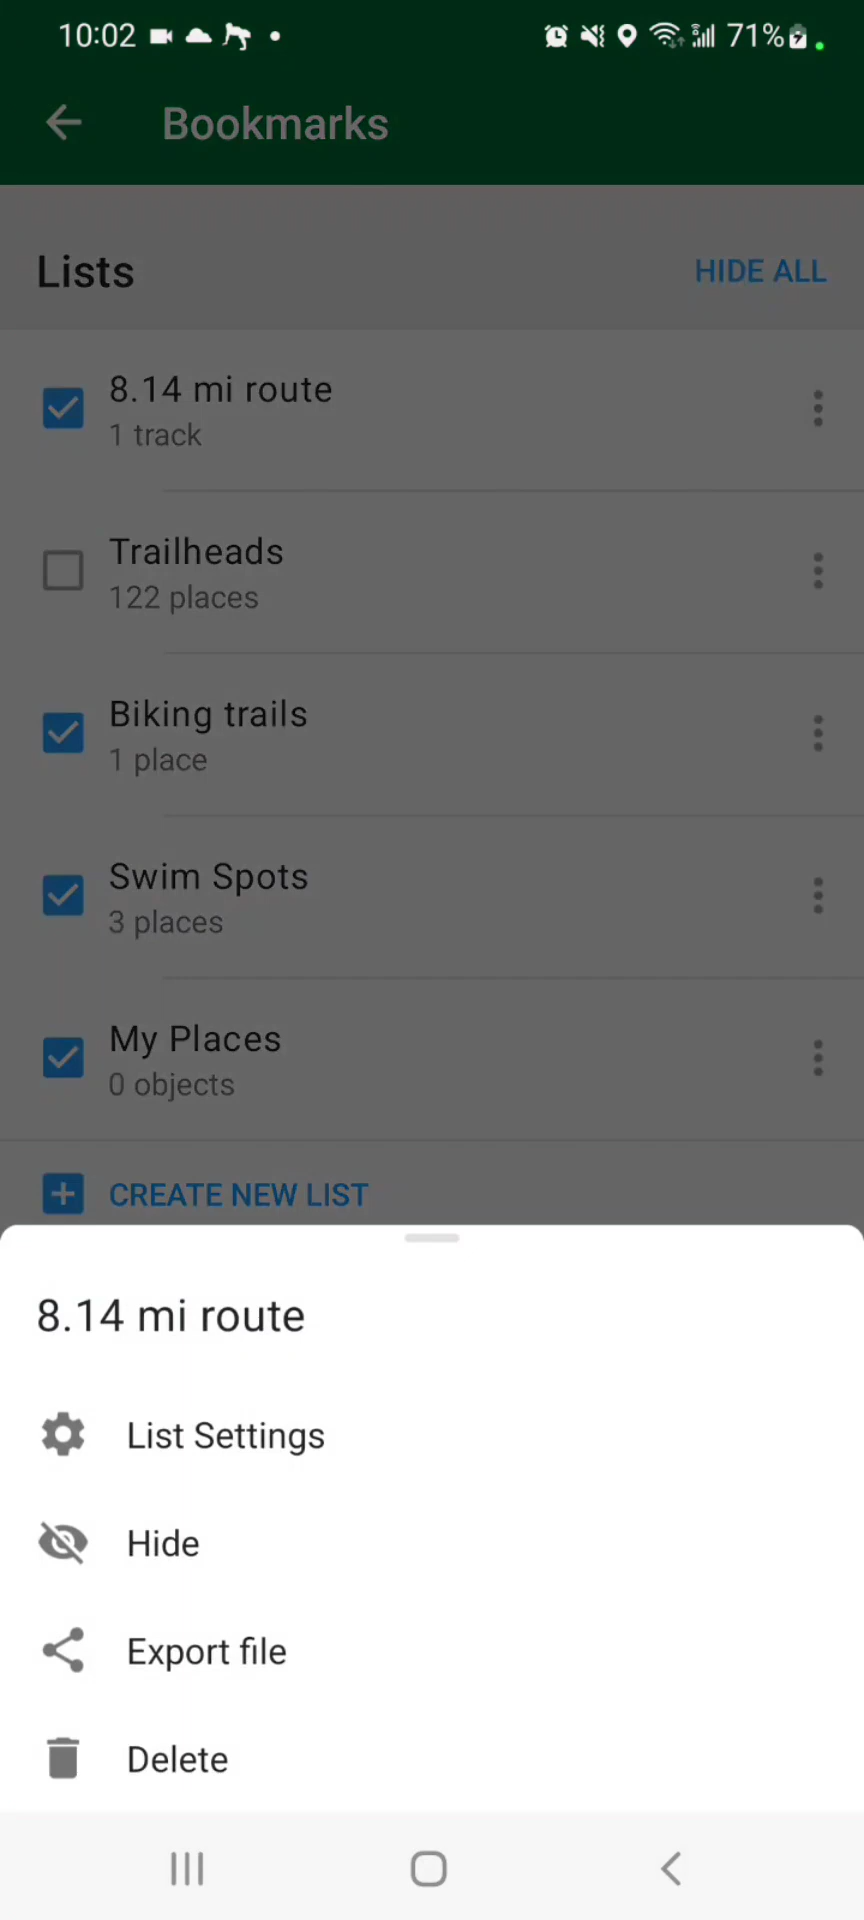 10:02
71%
Bookmarks
Lists
HIDE ALL
8.14 mi route
1 track
Trailheads
122 places
Biking trails
1 place
Swim Spots
3 places
My Places
0 objects
CREATE NEW LIST
8.14 mi route
List Settings
Hide
Export file
Delete